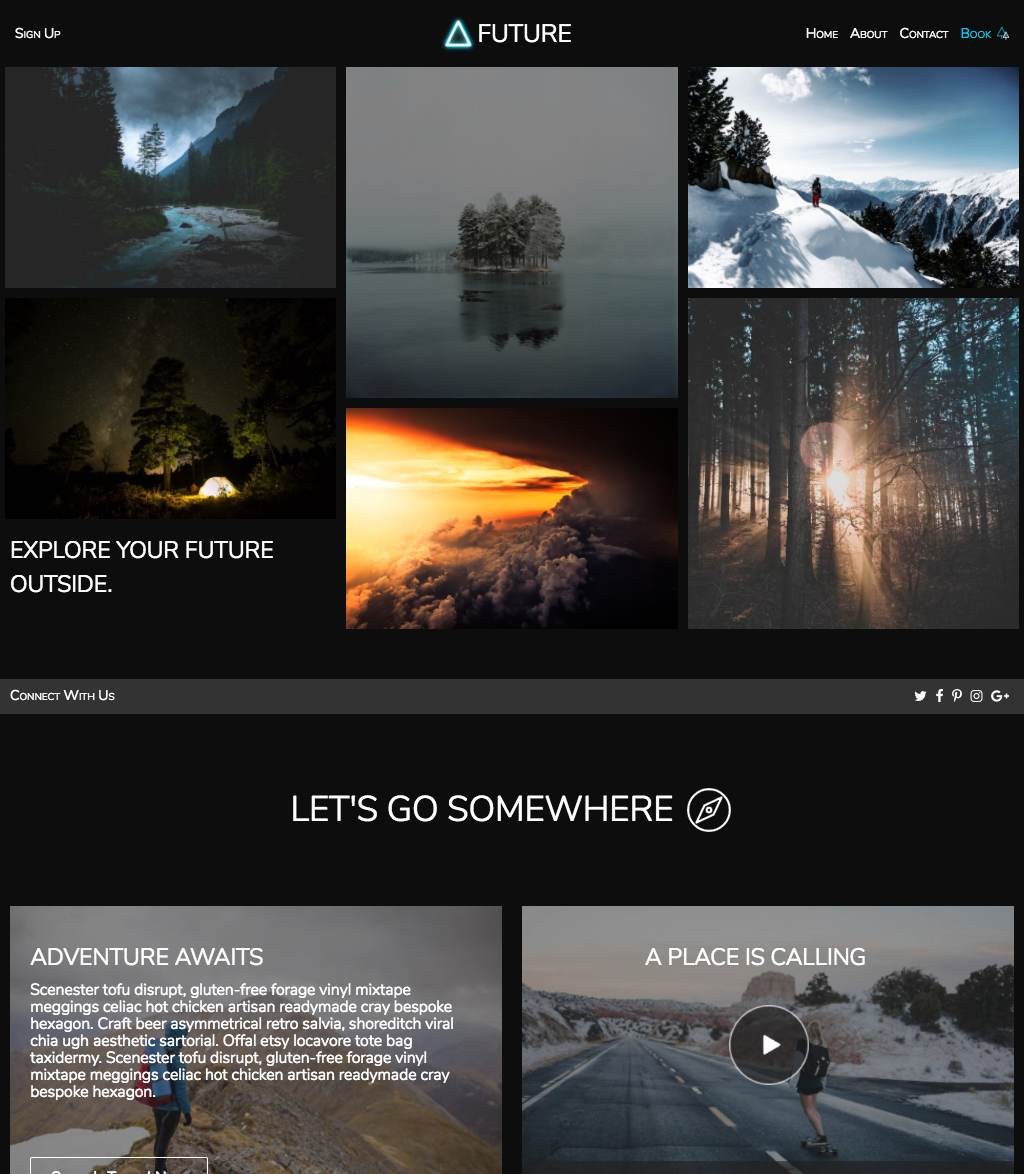 Sign Up
FUTURE
Home About Contact Book
EXPLORE YOUR FUTURE
OUTSIDE.
Connect With Us
LET'S GO SOMEWHERE
ADVENTURE AWAITS
Scenester tofu disrupt, gluten-free forage vinyl mixtape
meggings celiac hot chicken artisan readymade cray bespoke
hexagon. Craft beer asymmetrical retro salvia, shoreditch viral
chia ugh aesthetic sartorial. Offal etsy locavore tote bag
taxidermy. Scenester tofu disrupt, gluten-free forage vinyl
mixtape meggings celiac hot chicken artisan readymade cray
bespoke hexagon.
A PLACE IS CALLING